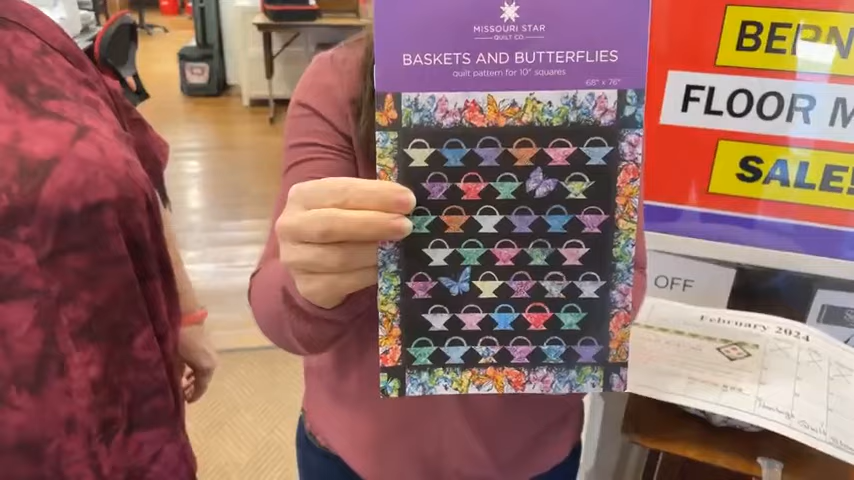 MISSOURI STAR
QUILT CO.
BASKETS AND BUTTERFLIES
quilt pattern for 10" squares
68" x 76"
BERN
FLOOR M
SALE
OFF
February 2024